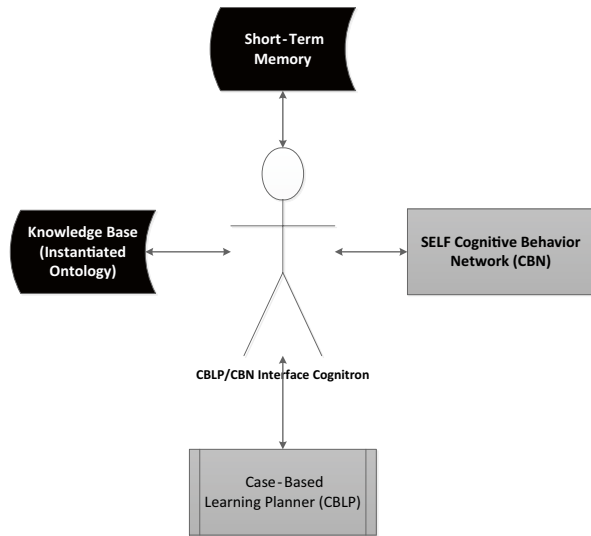 Short-Term
Memory
Knowledge Base
(Instantiated
Ontology)
SELF Cognitive Behavior
Network (CBN)
CBLP/CBN Interface Cognitron
Case-Based
Learning Planner (CBLP)